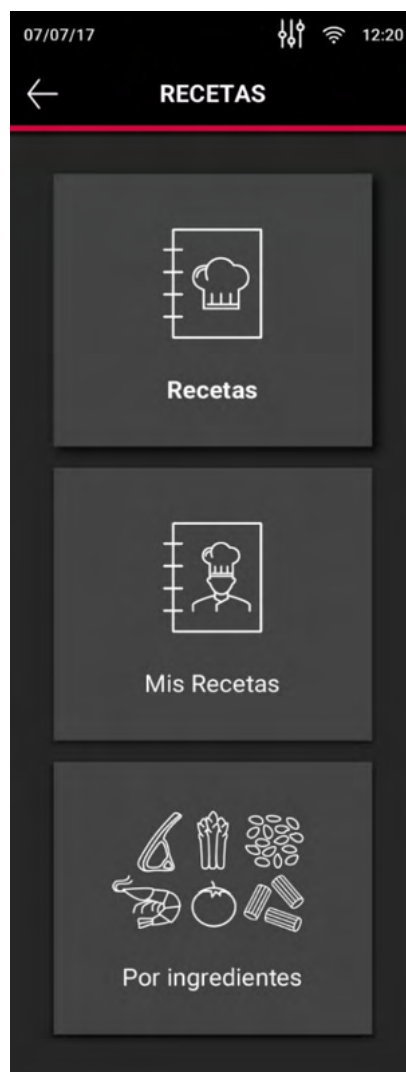 07/07/17 12:20
RECETAS
Recetas
Mis Recetas
Por ingredientes